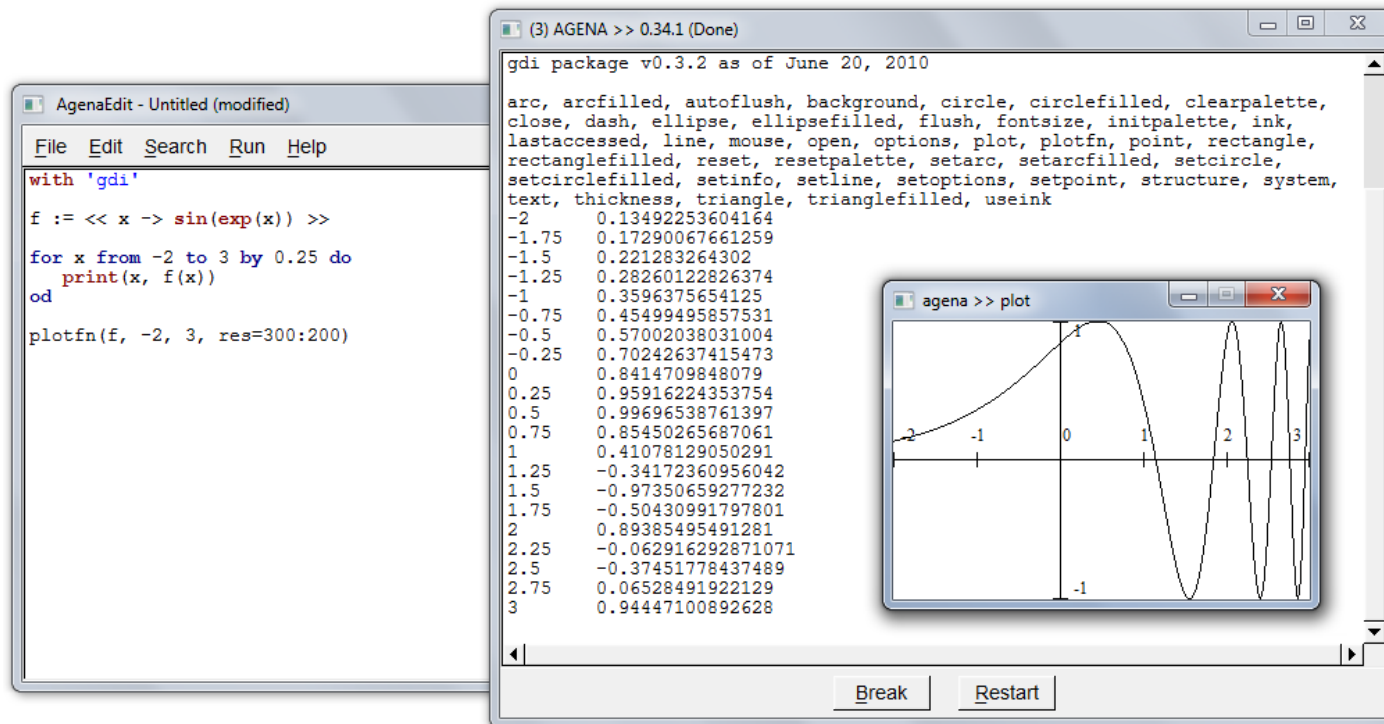 AgenaEdit - Untitled (modified)
File Edit Search Run Help
with 'gdi'
f := << x -> sin(exp(x)) >>
for x from -2 to 3 by 0.25 do
print(x, f(x))
od
plotfn(f, -2, 3, res=300:200)
(3) AGENA >> 0.34.1 (Done)
gdi package v0.3.2 as of June 20, 2010
arc, arcfilled, autoflush, background, circle, circlefilled, clearpalette,
close, dash, ellipse, ellipsefilled, flush, fontsize, initpalette, ink,
lastaccessed, line, mouse, open, options, plot, plotfn, point, rectangle,
rectanglefilled, reset, resetpalette, setarc, setarcfilled, setcircle,
setcirclefilled, setinfo, setline, setoptions, setpoint, structure, system,
text, thickness, triangle, trianglefilled, useink
-2 0.13492253604164
-1.75 0.17290067661259
-1.5 0.221283264302
-1.25 0.28260122826374
-1 0.3596375654125
-0.75 0.45499495857531
-0.5 0.57002038031004
-0.25 0.70242637415473
0 0.8414709848079
0.25 0.95916224353754
0.5 0.99696538761397
0.75 0.85450265687061
1 0.41078129050291
1.25 -0.34172360956042
1.5 -0.97350659277232
1.75 -0.50430991797801
2 0.89385495491281
2.25 -0.062916292871071
2.5 -0.37451778437489
2.75 0.06528491922129
3 0.94447100892628
Break Restart
agena >> plot
1
-2 -1 0 1 2 3
-1